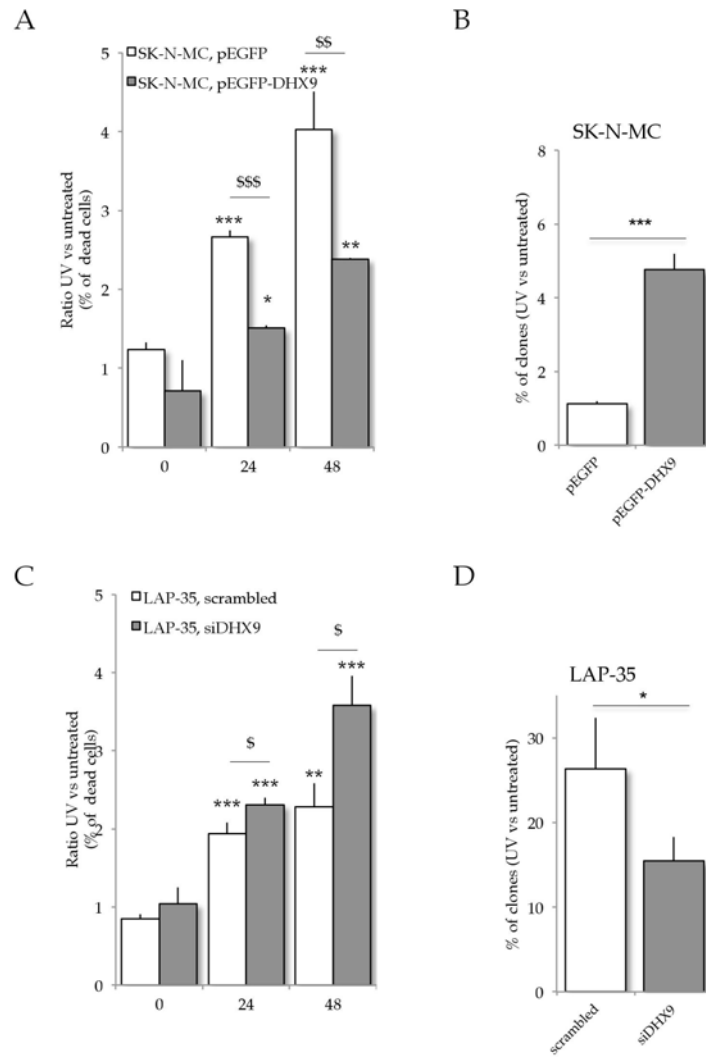 A
5
4
3
2
1
0
Ratio UV vs untreated
(% of dead cells)
SK-N-MC, pEGFP
SK-N-MC, pEGFP-DHX9
$$
***
$$$
***
*
**
0 24 48
B
SK-N-MC
8
6
4
2
0
% of clones (UV vs untreated)
***
pEGFP
pEGFP-DHX9
C
5
4
3
2
1
0
Ratio UV vs untreated
(% of dead cells)
LAP-35, scrambled
LAP-35, siDHX9
$
***
$
*** ***
**
0 24 48
D
LAP-35
30
20
10
0
% of clones (UV vs untreated)
*
scrambled
siDHX9